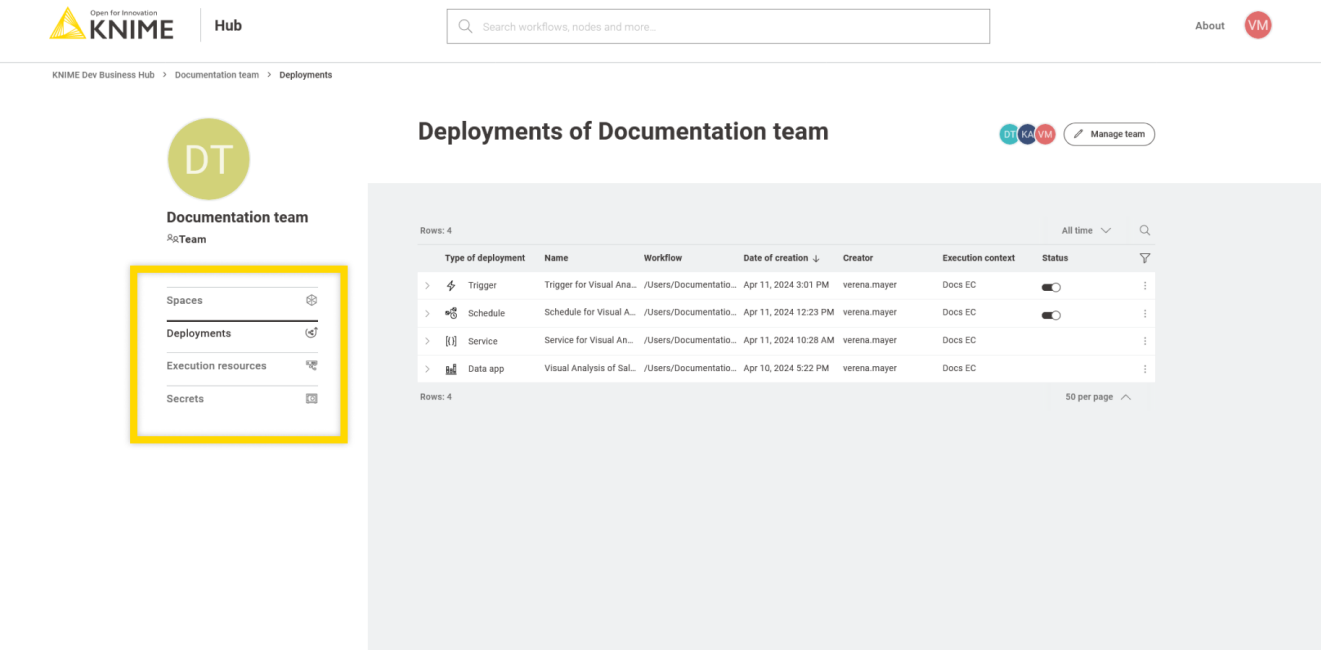 Open for Innovation
KNIME
Hub
Search workflows, nodes and more...
About
VM
KNIME Dev Business Hub > Documentation team > Deployments
DT
Documentation team
Team
Spaces
Deployments
Execution resources
Secrets
Deployments of Documentation team
DT KA VM
Manage team
Rows: 4
All time
Type of deployment Name Workflow Date of creation ↓ Creator Execution context Status
Trigger Trigger for Visual Ana... /Users/Documentatio... Apr 11, 2024 3:01 PM verena.mayer Docs EC
Schedule Schedule for Visual A... /Users/Documentatio... Apr 11, 2024 12:23 PM verena.mayer Docs EC
Service Service for Visual An... /Users/Documentatio... Apr 11, 2024 10:28 AM verena.mayer Docs EC
Data app Visual Analysis of Sal... /Users/Documentatio... Apr 10, 2024 5:22 PM verena.mayer Docs EC
Rows: 4
50 per page